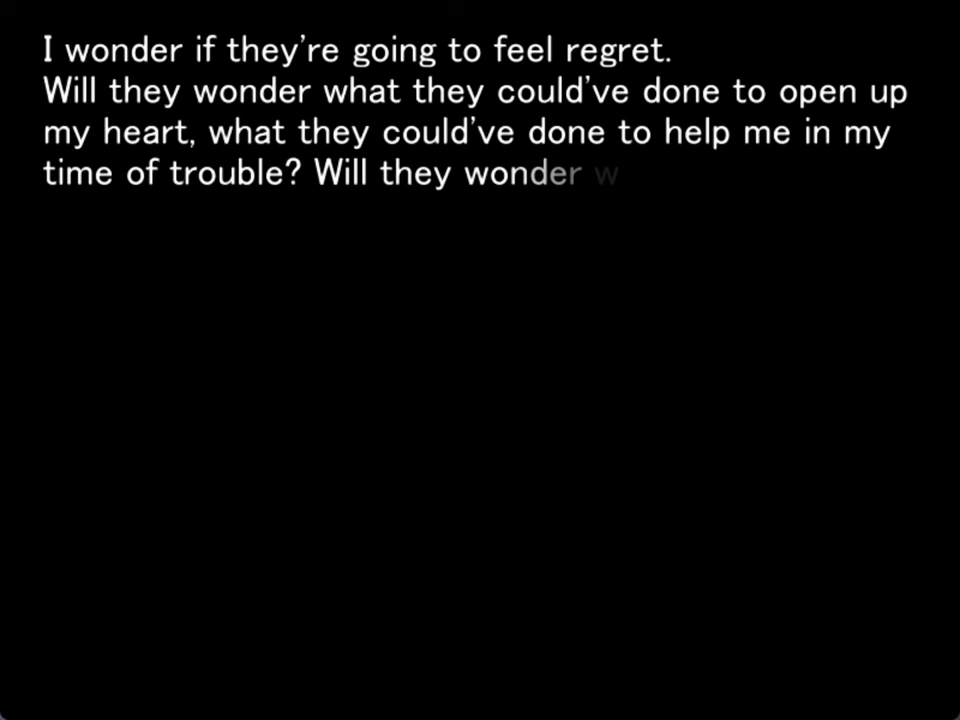 I wonder if they're going to feel regret.
Will they wonder what they could've done to open up
my heart, what they could've done to help me in my
time of trouble? Will they wonder w